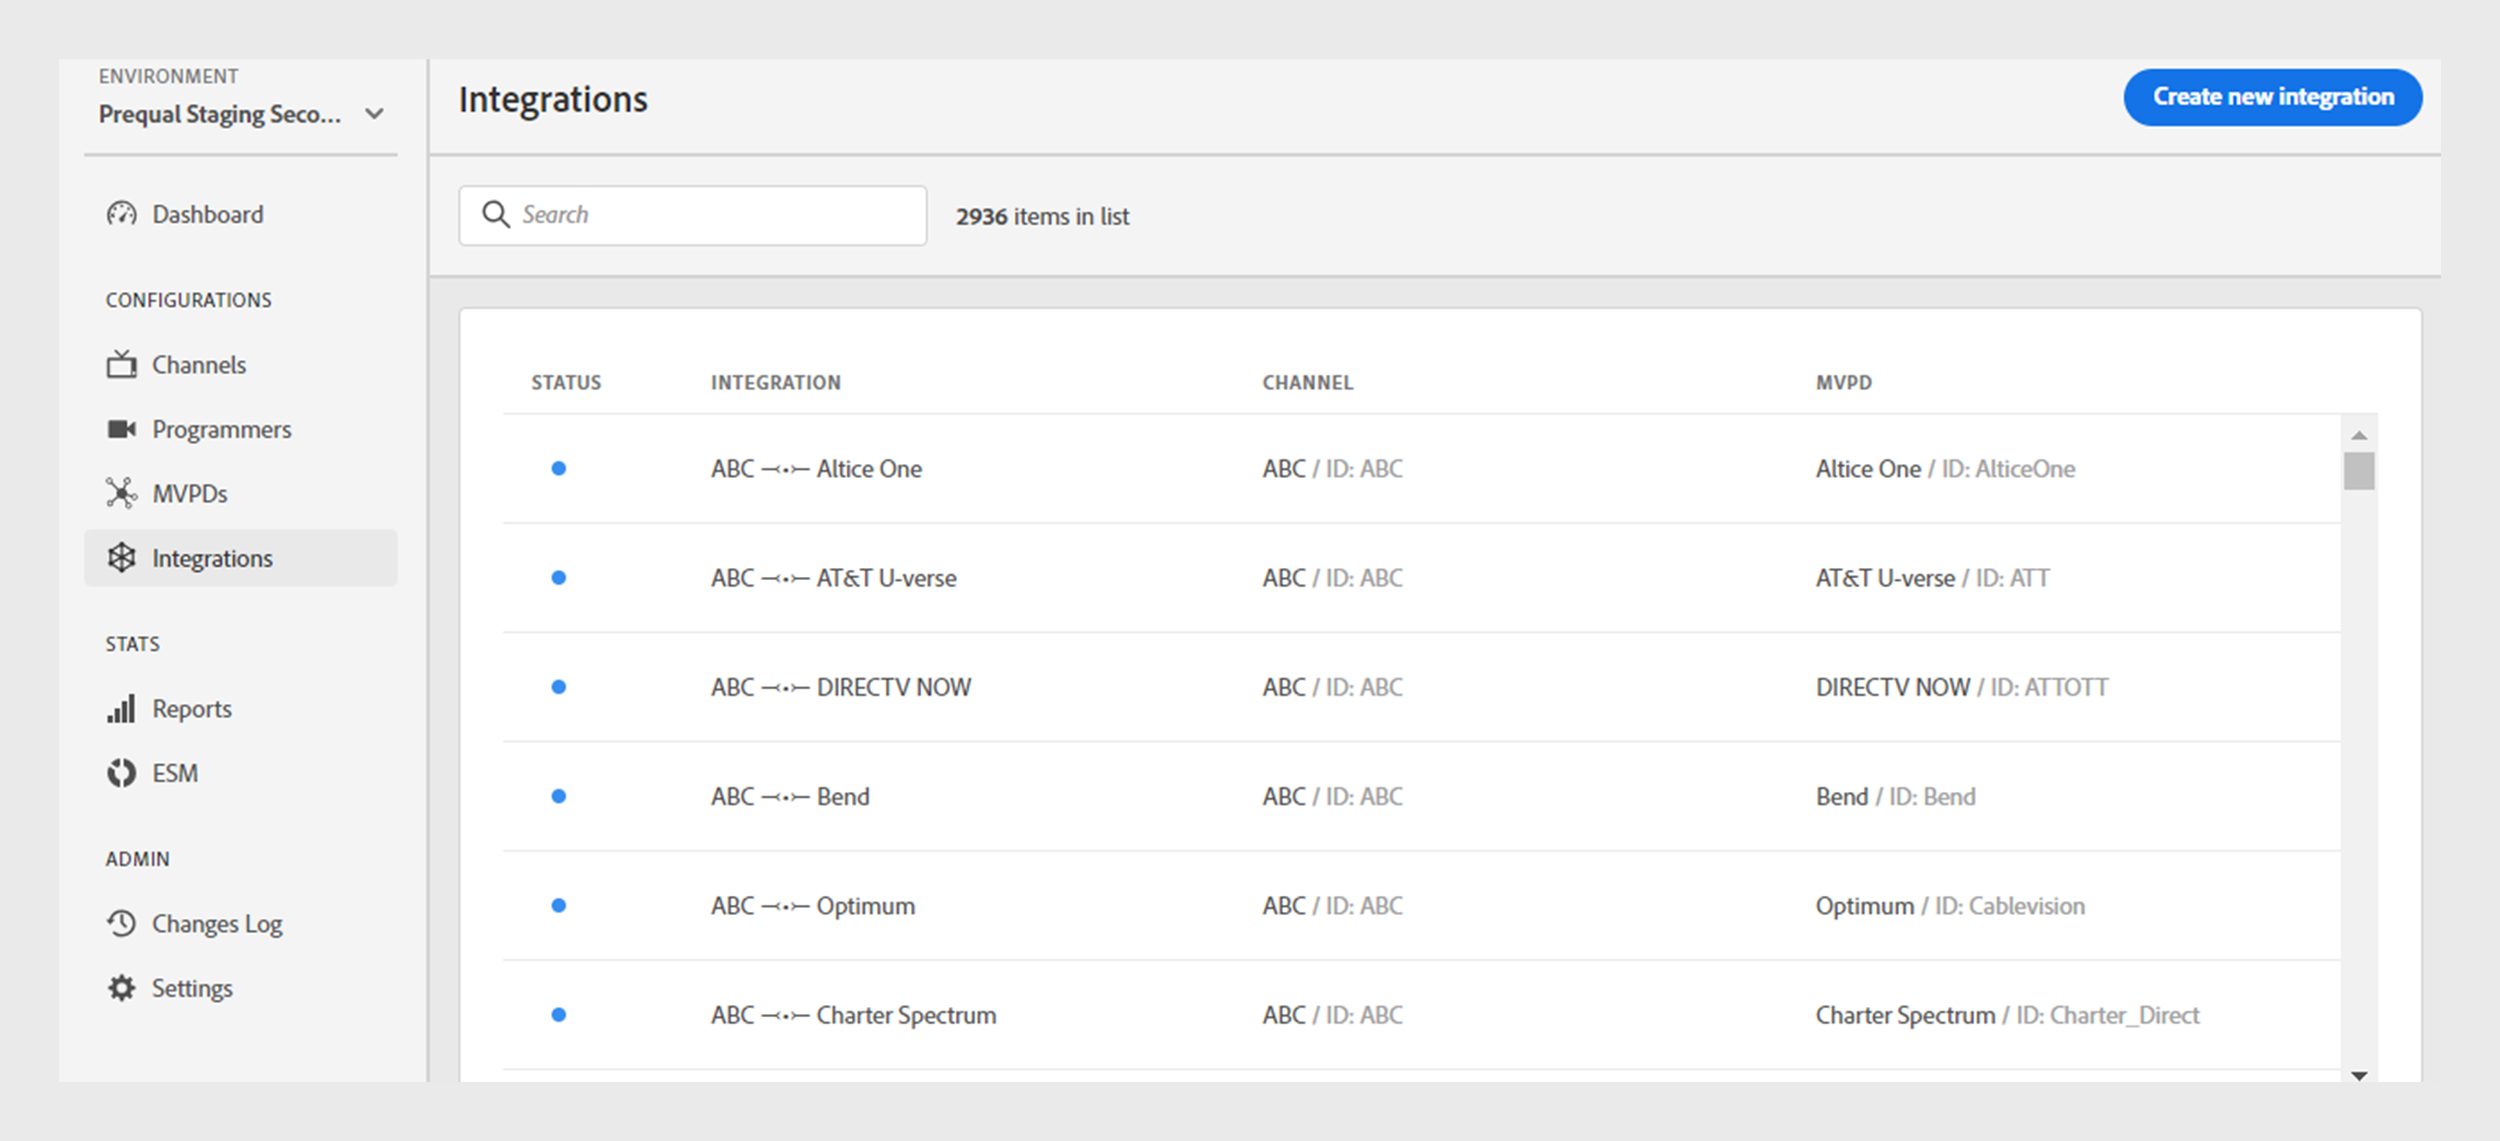 ENVIRONMENT
Prequal Staging Seco...
Dashboard
CONFIGURATIONS
Channels
Programmers
MVPDs
Integrations
STATS
Reports
ESM
ADMIN
Changes Log
Settings
Integrations
Create new integration
Search
2936 items in list
STATUS INTEGRATION CHANNEL MVPD
ABC Altice One ABC / ID: ABC Altice One / ID: AlticeOne
ABC AT&T U-verse ABC / ID: ABC AT&T U-verse / ID: ATT
ABC DIRECTV NOW ABC / ID: ABC DIRECTV NOW / ID: ATTOTT
ABC Bend ABC / ID: ABC Bend / ID: Bend
ABC Optimum ABC / ID: ABC Optimum / ID: Cablevision
ABC Charter Spectrum ABC / ID: ABC Charter Spectrum / ID: Charter_Direct